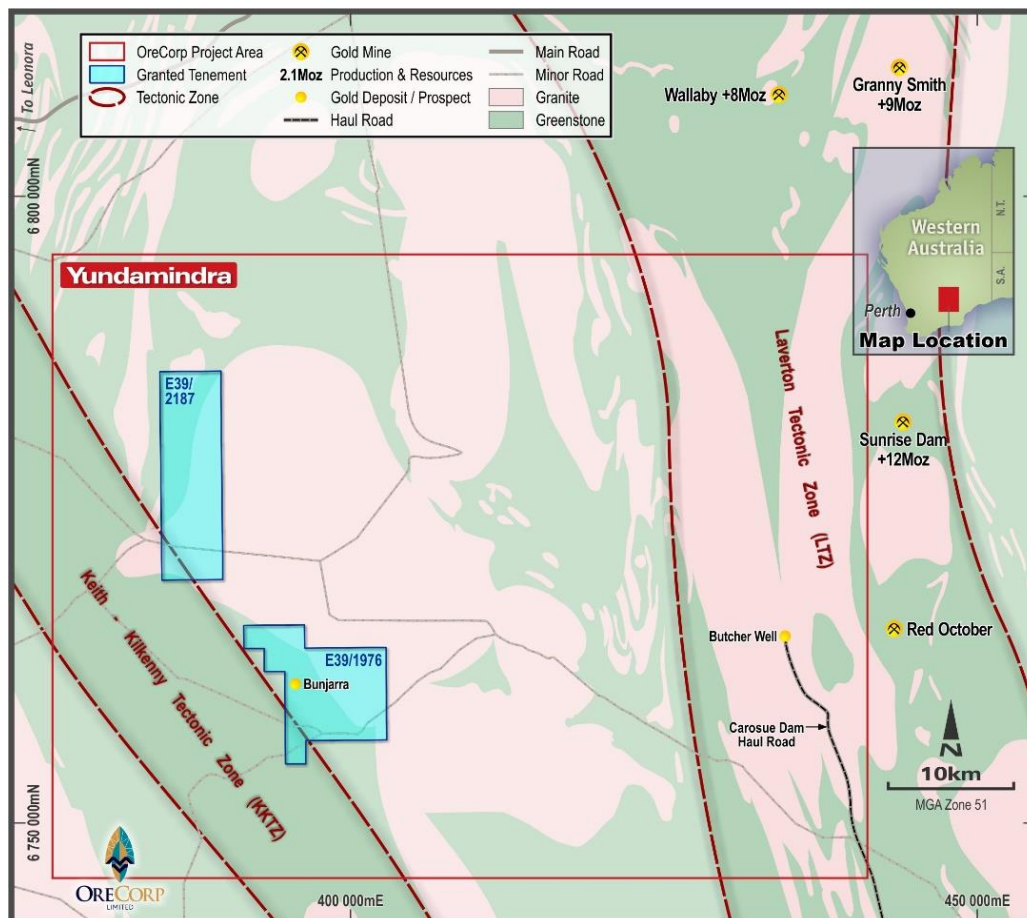 OreCorp Project Area
Granted Tenement
Tectonic Zone
Gold Mine
2.1Moz Production & Resources
Gold Deposit / Prospect
Haul Road
Main Road
Minor Road
Granite
Greenstone
To Leonora
Wallaby +8Moz
Granny Smith
+9Moz
6 800 000mN
Western
Australia
N.T.
S.A.
Perth
Map Location
Yundamindra
E39/
2187
Laverton Tectonic Zone (LTZ)
Sunrise Dam
+12Moz
Keith - Kilkenny Tectonic Zone (KKTZ)
E39/1976
Bunjarra
Butcher Well
Red October
Carosue Dam
Haul Road
N
10km
MGA Zone 51
6 750 000mN
ORECORP
LIMITED
400 000mE
450 000mE